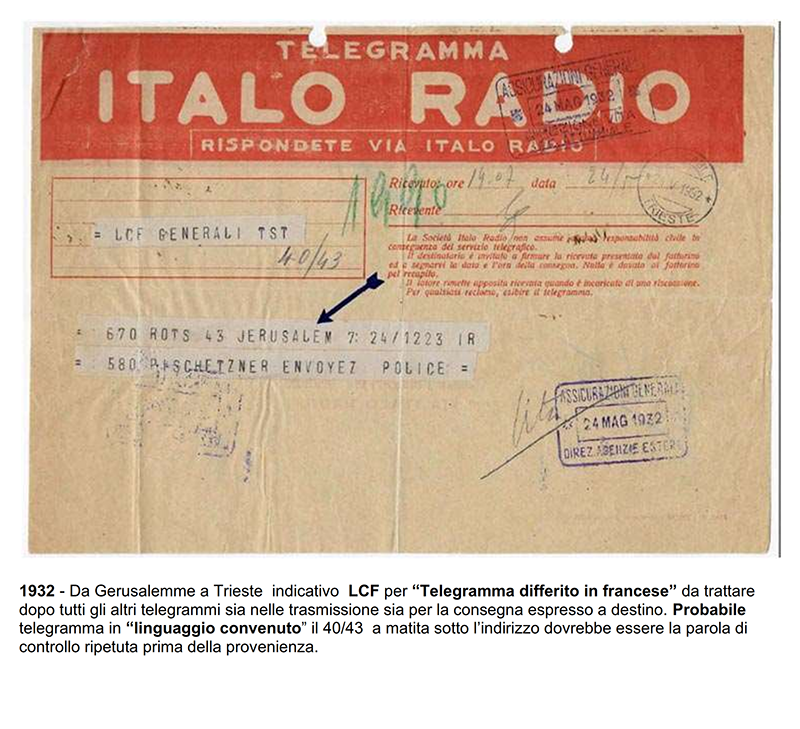 TELEGRAMMA
ITALO RADIO
RISPONDETE VIA ITALO RADIO
ASSICURAZIONI GENERALI
24 MAG 1932
1932
TRIESTE
Ricevuto ore 14.07 data 24/
Ricevente
= LCF GENERALI TST
40/43
La Società Italo Radio non assume responsabilità civile in
conseguenza del servizio telegrafico.
Il destinatario è invitato a firmare la ricevuta presentata dal fattorino
ed a segnarvi la data e l'ora della consegna. Nulla è dovuto al fattorino
pel recapito.
Il latore rimette apposita ricevuta quando è incaricato di una riscossione.
Per qualsiasi reclamo, esibire il telegramma.
= 670 ROTS 43 JERUSALEM 7: 24/1223 IR
= 580 PISCHETZNER ENVOYEZ POLICE =
ASSICURAZIONI GENERALI
24 MAG 1932
DIREZ. AGENZIE ESTERE
1932 - Da Gerusalemme a Trieste indicativo LCF per “Telegramma differito in francese” da trattare
dopo tutti gli altri telegrammi sia nelle trasmissione sia per la consegna espresso a destino. Probabile
telegramma in “linguaggio convenuto” il 40/43 a matita sotto l’indirizzo dovrebbe essere la parola di
controllo ripetuta prima della provenienza.